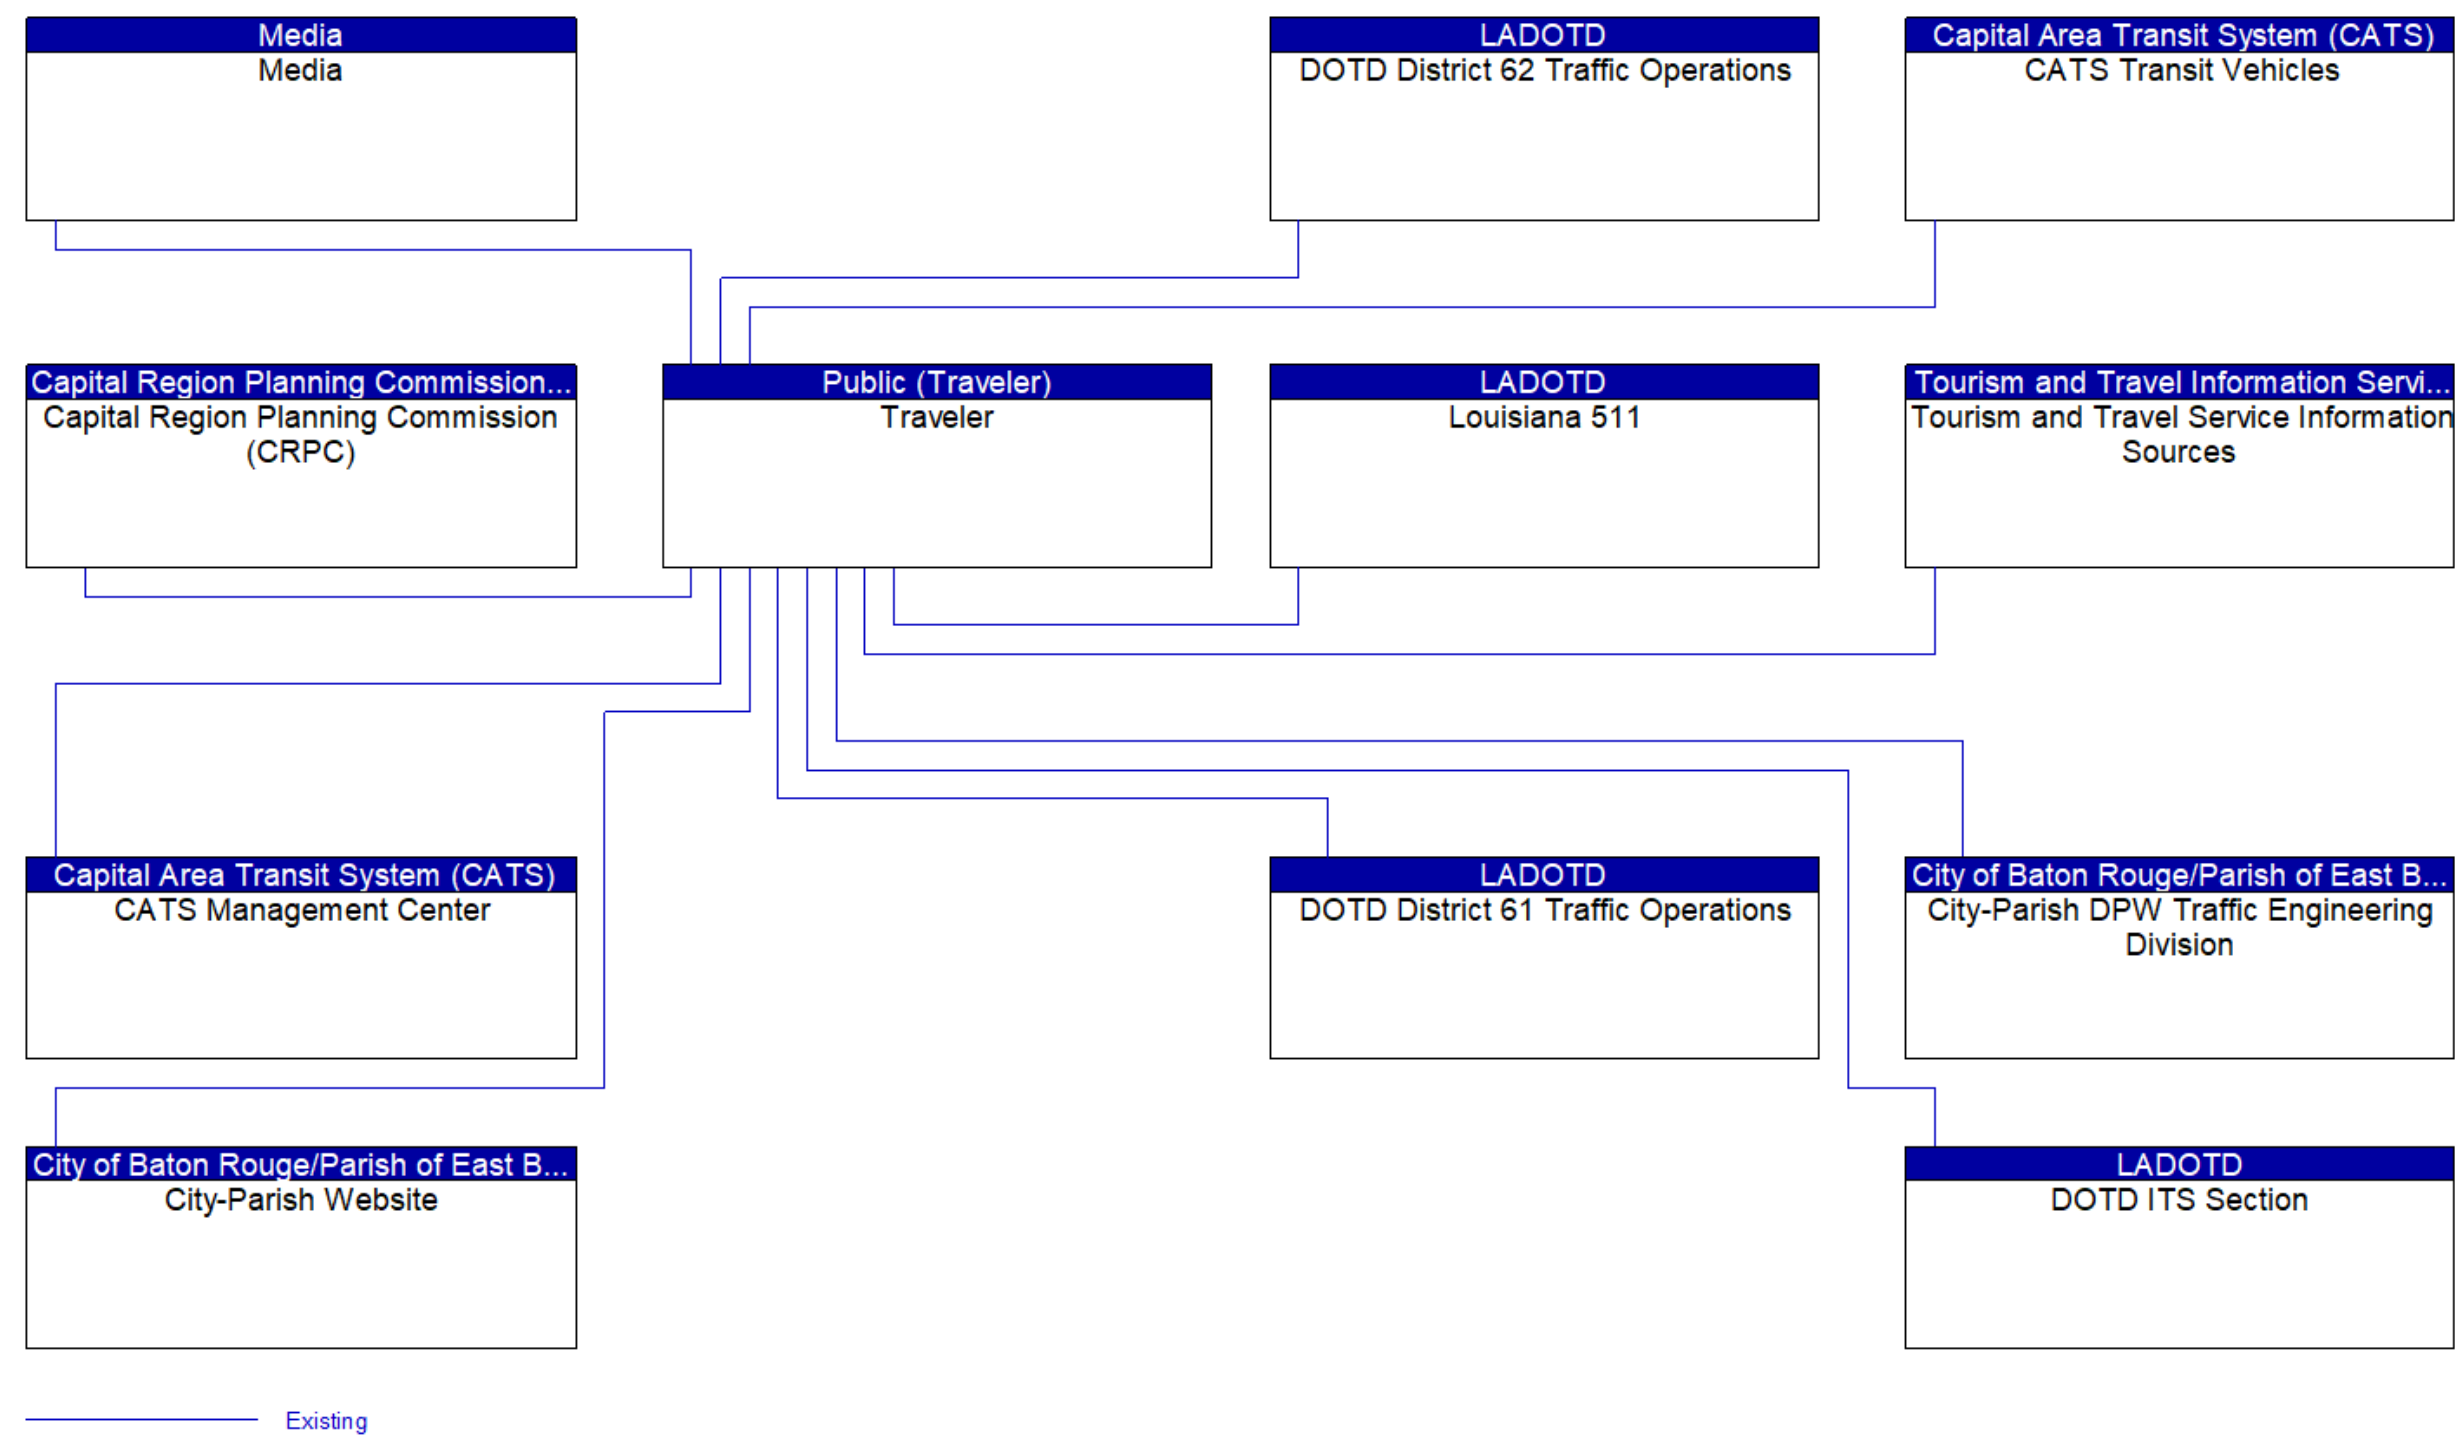 Media
Media
LADOTD
DOTD District 62 Traffic Operations
Capital Area Transit System (CATS)
CATS Transit Vehicles
Capital Region Planning Commission...
Capital Region Planning Commission
(CRPC)
Public (Traveler)
Traveler
LADOTD
Louisiana 511
Tourism and Travel Information Servi...
Tourism and Travel Service Information
Sources
Capital Area Transit System (CATS)
CATS Management Center
LADOTD
DOTD District 61 Traffic Operations
City of Baton Rouge/Parish of East B...
City-Parish DPW Traffic Engineering
Division
City of Baton Rouge/Parish of East B...
City-Parish Website
LADOTD
DOTD ITS Section
Existing